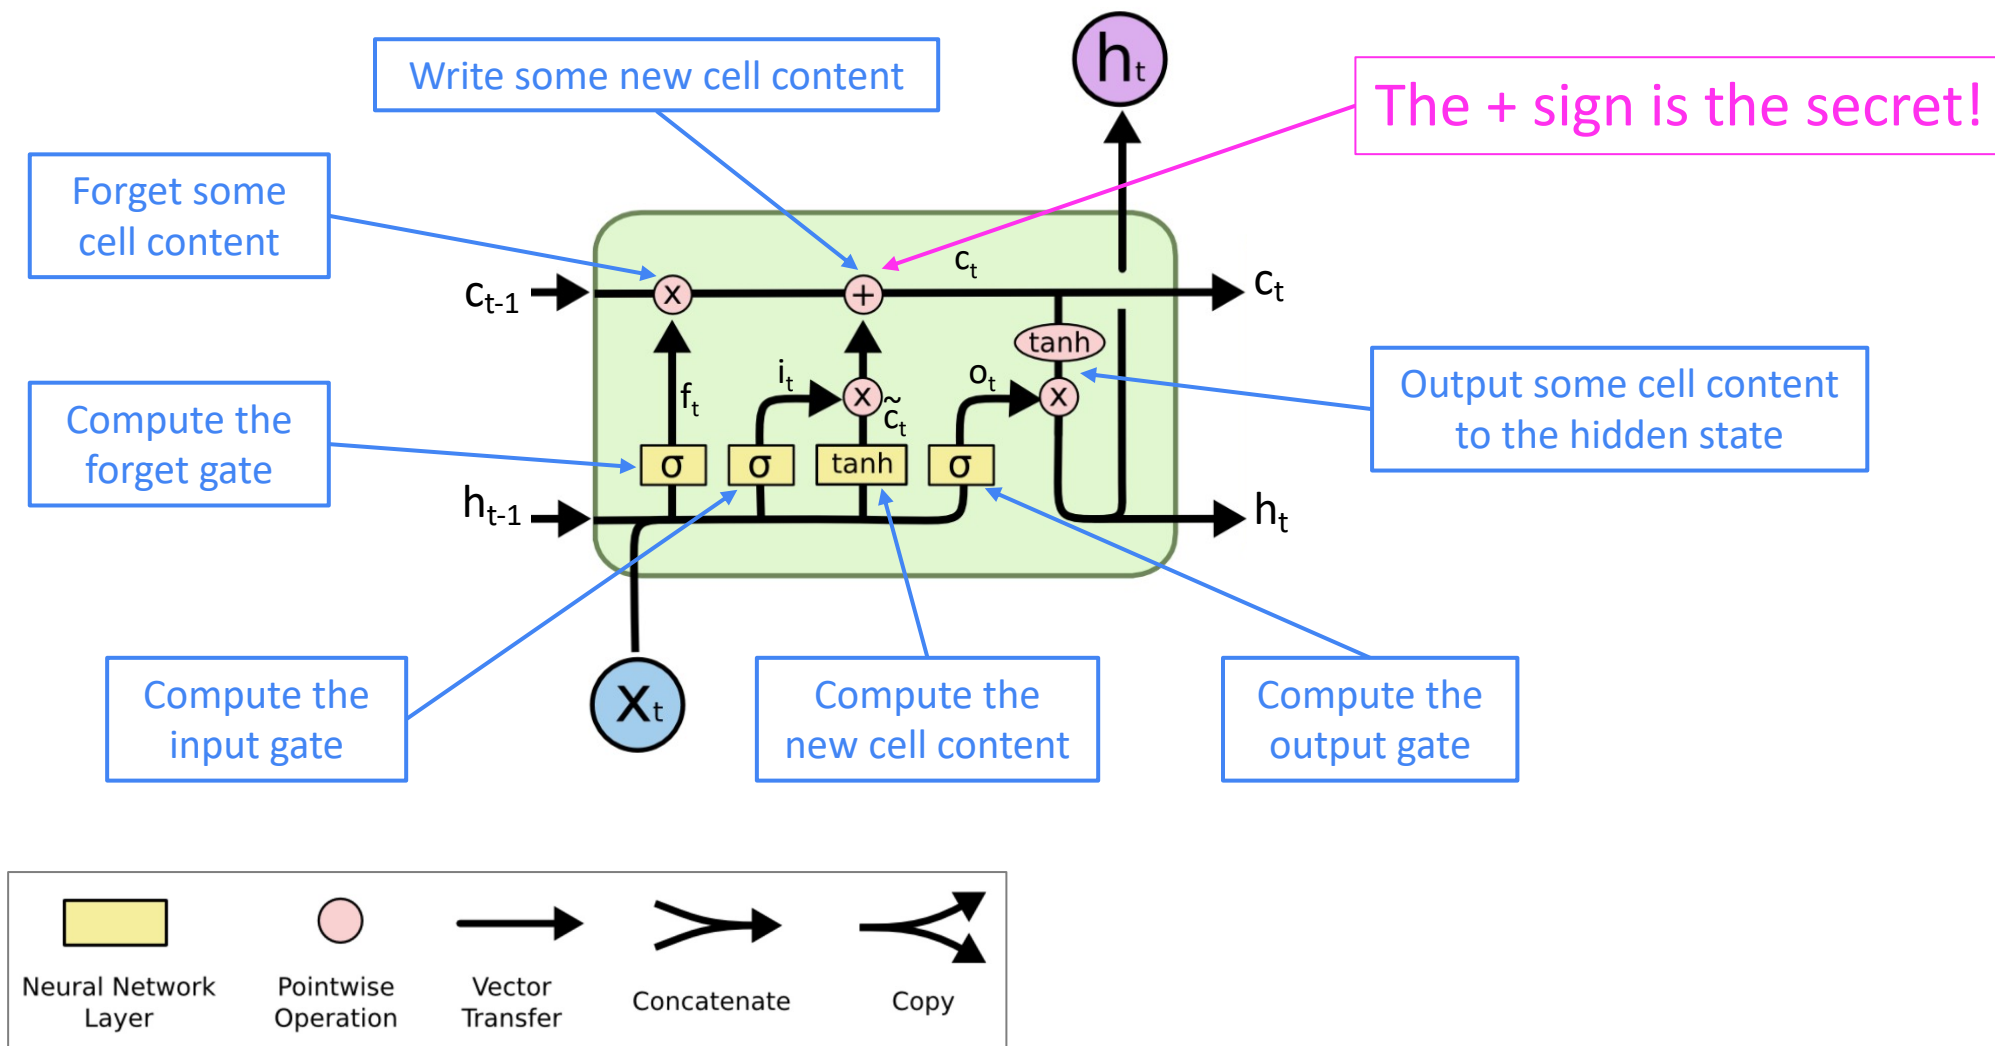 Write some new cell content
The + sign is the secret!
Forget some
cell content
Compute the
forget gate
Compute the
input gate
Compute the
new cell content
Compute the
output gate
Output some cell content
to the hidden state
hₜ
cₜ₋₁
x
+
cₜ
cₜ
tanh
fₜ
iₜ
x
c̃ₜ
oₜ
x
σ
σ
tanh
σ
hₜ₋₁
hₜ
xₜ
Neural Network
Layer
Pointwise
Operation
Vector
Transfer
Concatenate
Copy